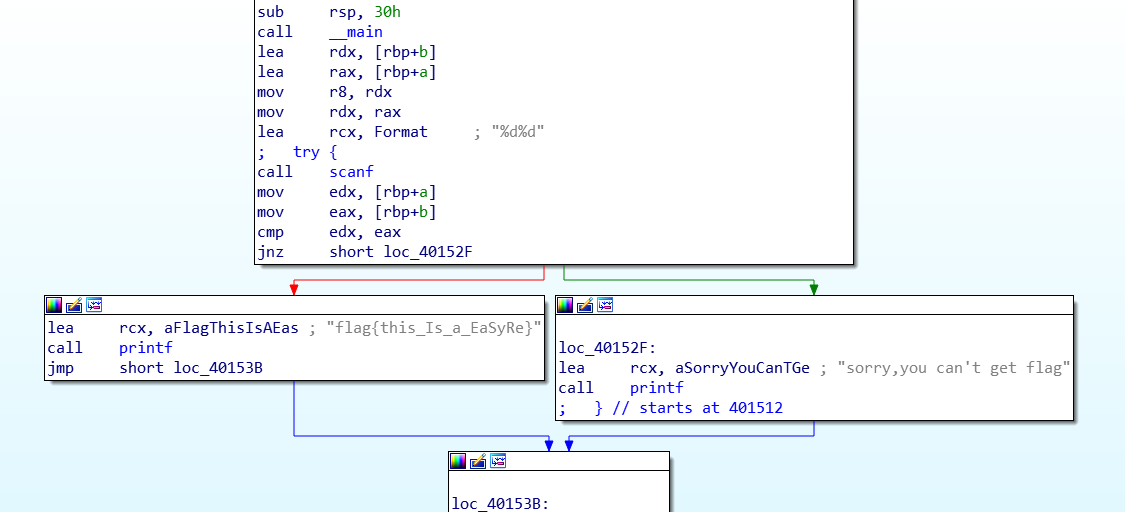 sub rsp, 30h
call __main
lea rdx, [rbp+b]
lea rax, [rbp+a]
mov r8, rdx
mov rdx, rax
lea rcx, Format ; "%d%d"
; try {
call scanf
mov edx, [rbp+a]
mov eax, [rbp+b]
cmp edx, eax
jnz short loc_40152F
lea rcx, aFlagThisIsAEas ; "flag{this_Is_a_EaSyRe}"
call printf
jmp short loc_40153B
loc_40152F:
lea rcx, aSorryYouCanTGe ; "sorry,you can't get flag"
call printf
; } // starts at 401512
loc_40153B: